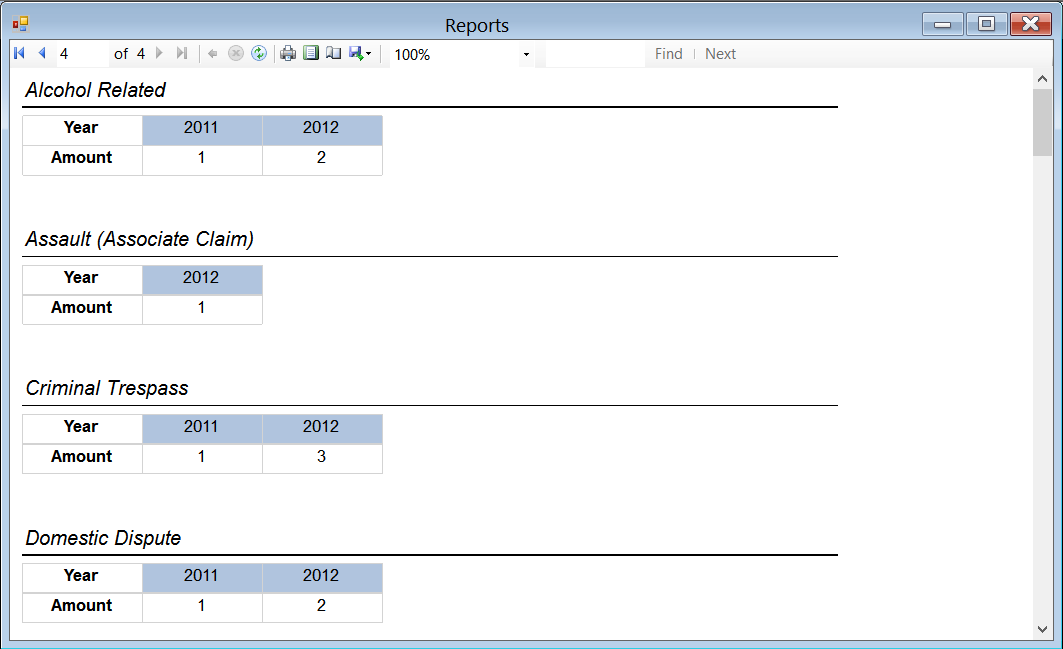 Reports
4 of 4 100% Find Next
Alcohol Related
Year 2011 2012
Amount 1 2
Assault (Associate Claim)
Year 2012
Amount 1
Criminal Trespass
Year 2011 2012
Amount 1 3
Domestic Dispute
Year 2011 2012
Amount 1 2